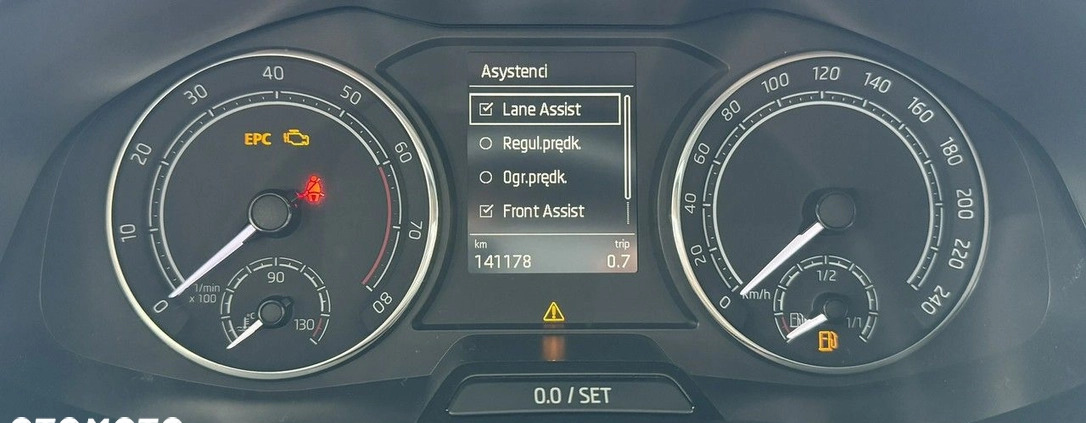 10 20 30 40 50 60 70 80
0
EPC
1/min
x 100
90
130
Asystenci
Lane Assist
Regul.prędk.
Ogr.prędk.
Front Assist
km trip
141178 0.7
0.0 / SET
0 20 40 60 80 100 120 140 160 180 200 220 240
km/h
1/2
1/1
OTOMOTO